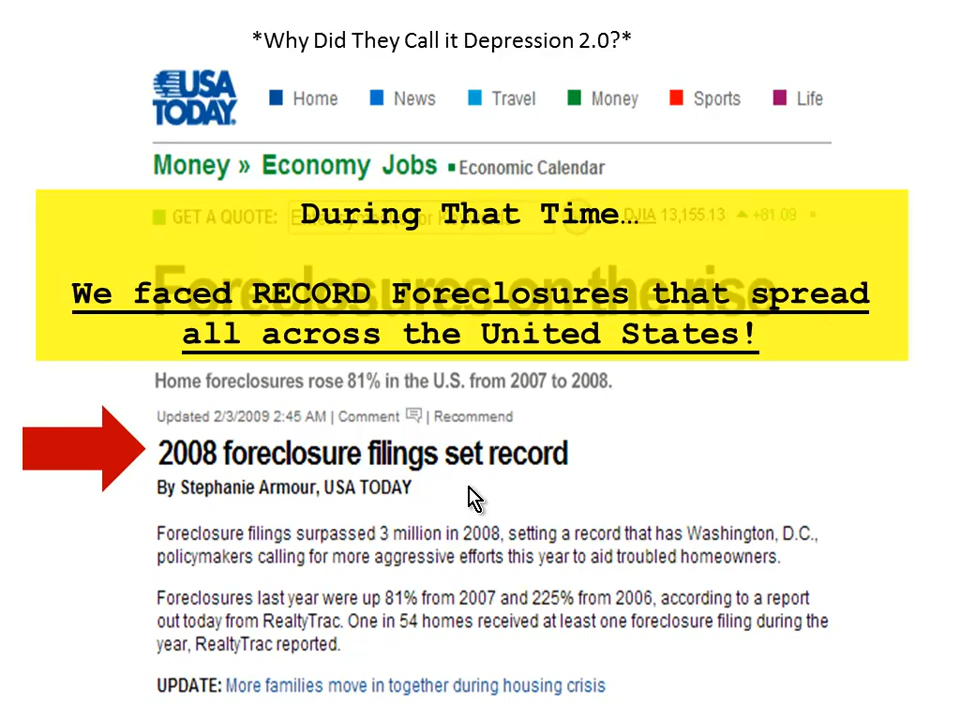 *Why Did They Call it Depression 2.0?*
USA TODAY.
Home News Travel Money Sports Life
Money » Economy Jobs ▪ Economic Calendar
GET A QUOTE: DJIA 13,155.13 ▲ +81.09
During That Time…
Foreclosures on the rise
We faced RECORD Foreclosures that spread
all across the United States!
Home foreclosures rose 81% in the U.S. from 2007 to 2008.
Updated 2/3/2009 2:45 AM | Comment | Recommend
2008 foreclosure filings set record
By Stephanie Armour, USA TODAY
Foreclosure filings surpassed 3 million in 2008, setting a record that has Washington, D.C.,
policymakers calling for more aggressive efforts this year to aid troubled homeowners.
Foreclosures last year were up 81% from 2007 and 225% from 2006, according to a report
out today from RealtyTrac. One in 54 homes received at least one foreclosure filing during the
year, RealtyTrac reported.
UPDATE: More families move in together during housing crisis